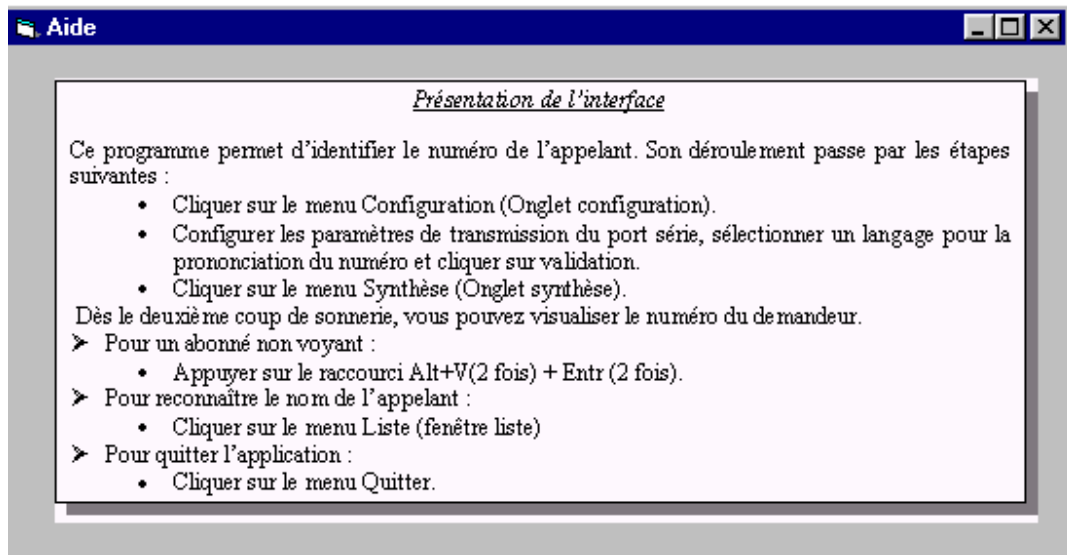 Aide
Présentation de l'interface
Ce programme permet d'identifier le numéro de l'appelant. Son déroulement passe par les étapes
suivantes :
• Cliquer sur le menu Configuration (Onglet configuration).
• Configurer les paramètres de transmission du port série, sélectionner un langage pour la
prononciation du numéro et cliquer sur validation.
• Cliquer sur le menu Synthèse (Onglet synthèse).
Dès le deuxième coup de sonnerie, vous pouvez visualiser le numéro du demandeur.
➢ Pour un abonné non voyant :
• Appuyer sur le raccourci Alt+V(2 fois) + Entr (2 fois).
➢ Pour reconnaître le nom de l'appelant :
• Cliquer sur le menu Liste (fenêtre liste)
➢ Pour quitter l'application :
• Cliquer sur le menu Quitter.